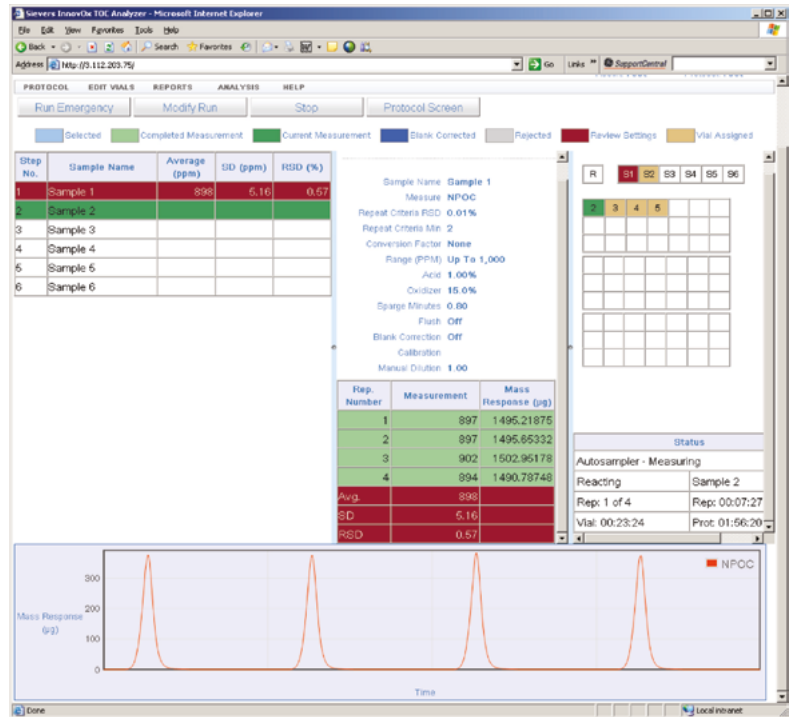 Sievers InnovOx TOC Analyzer - Microsoft Internet Explorer
File Edit View Favorites Tools Help
Back Search Favorites
Address http://3.112.203.75/ Go Links » SupportCentral
PROTOCOL EDIT VIALS REPORTS ANALYSIS HELP
Run Emergency Modify Run Stop Protocol Screen
Selected Completed Measurement Current Measurement Blank Corrected Rejected Review Settings Vial Assigned
Step No. Sample Name Average (ppm) SD (ppm) RSD (%)
1 Sample 1 898 5.16 0.57
2 Sample 2
3 Sample 3
4 Sample 4
5 Sample 5
6 Sample 6
Sample Name Sample 1
Measure NPOC
Repeat Criteria RSD 0.01%
Repeat Criteria Min 2
Conversion Factor None
Range (PPM) Up To 1,000
Acid 1.00%
Oxidizer 15.0%
Sparge Minutes 0.80
Flush Off
Blank Correction Off
Calibration
Manual Dilution 1.00
Rep. Number Measurement Mass Response (µg)
1 897 1495.21875
2 897 1495.65332
3 902 1502.95178
4 894 1490.78748
Avg. 898
SD 5.16
RSD 0.57
R S1 S2 S3 S4 S5 S6
2 3 4 5
Status
Autosampler - Measuring
Reacting Sample 2
Rep: 1 of 4 Rep: 00:07:27
Vial: 00:23:24 Prot: 01:56:20
NPOC
300
200
100
0
Mass Response
(µg)
Time
Done Local intranet